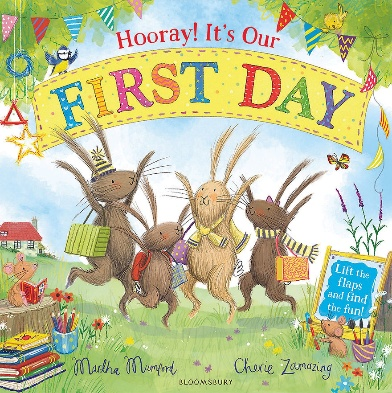 Hooray! It's Our
FIRST DAY
Lift the
flaps and
find the
fun!
Martha Mumford
Cherie Zamazing
BLOOMSBURY